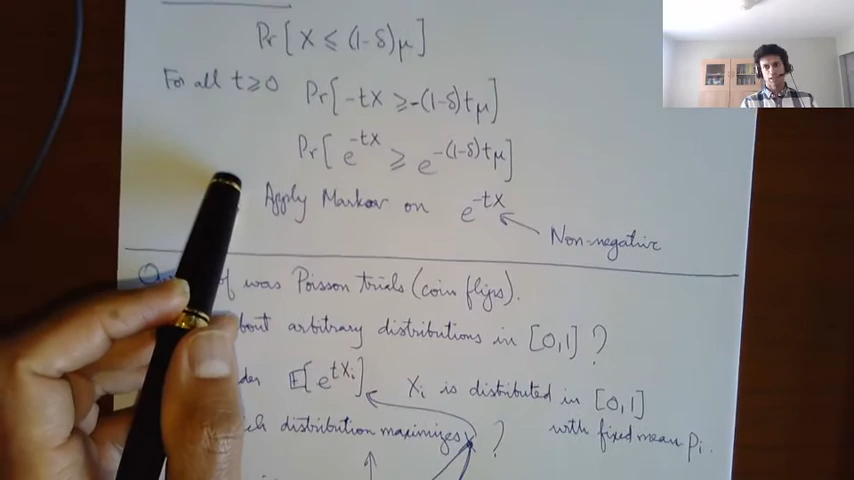 Pr[X ≤ (1-δ)μ]
For all t ≥ 0 Pr[-tX ≥ -(1-δ)tμ]
Pr[e^{-tX} ≥ e^{-(1-δ)tμ}]
Apply Markov on e^{-tX}
Non-negative
of was Poisson trials (coin flips).
about arbitrary distributions in [0,1] ?
E[e^{tX_i}] X_i is distributed in [0,1]
with fixed mean p_i.
distribution maximizes ?